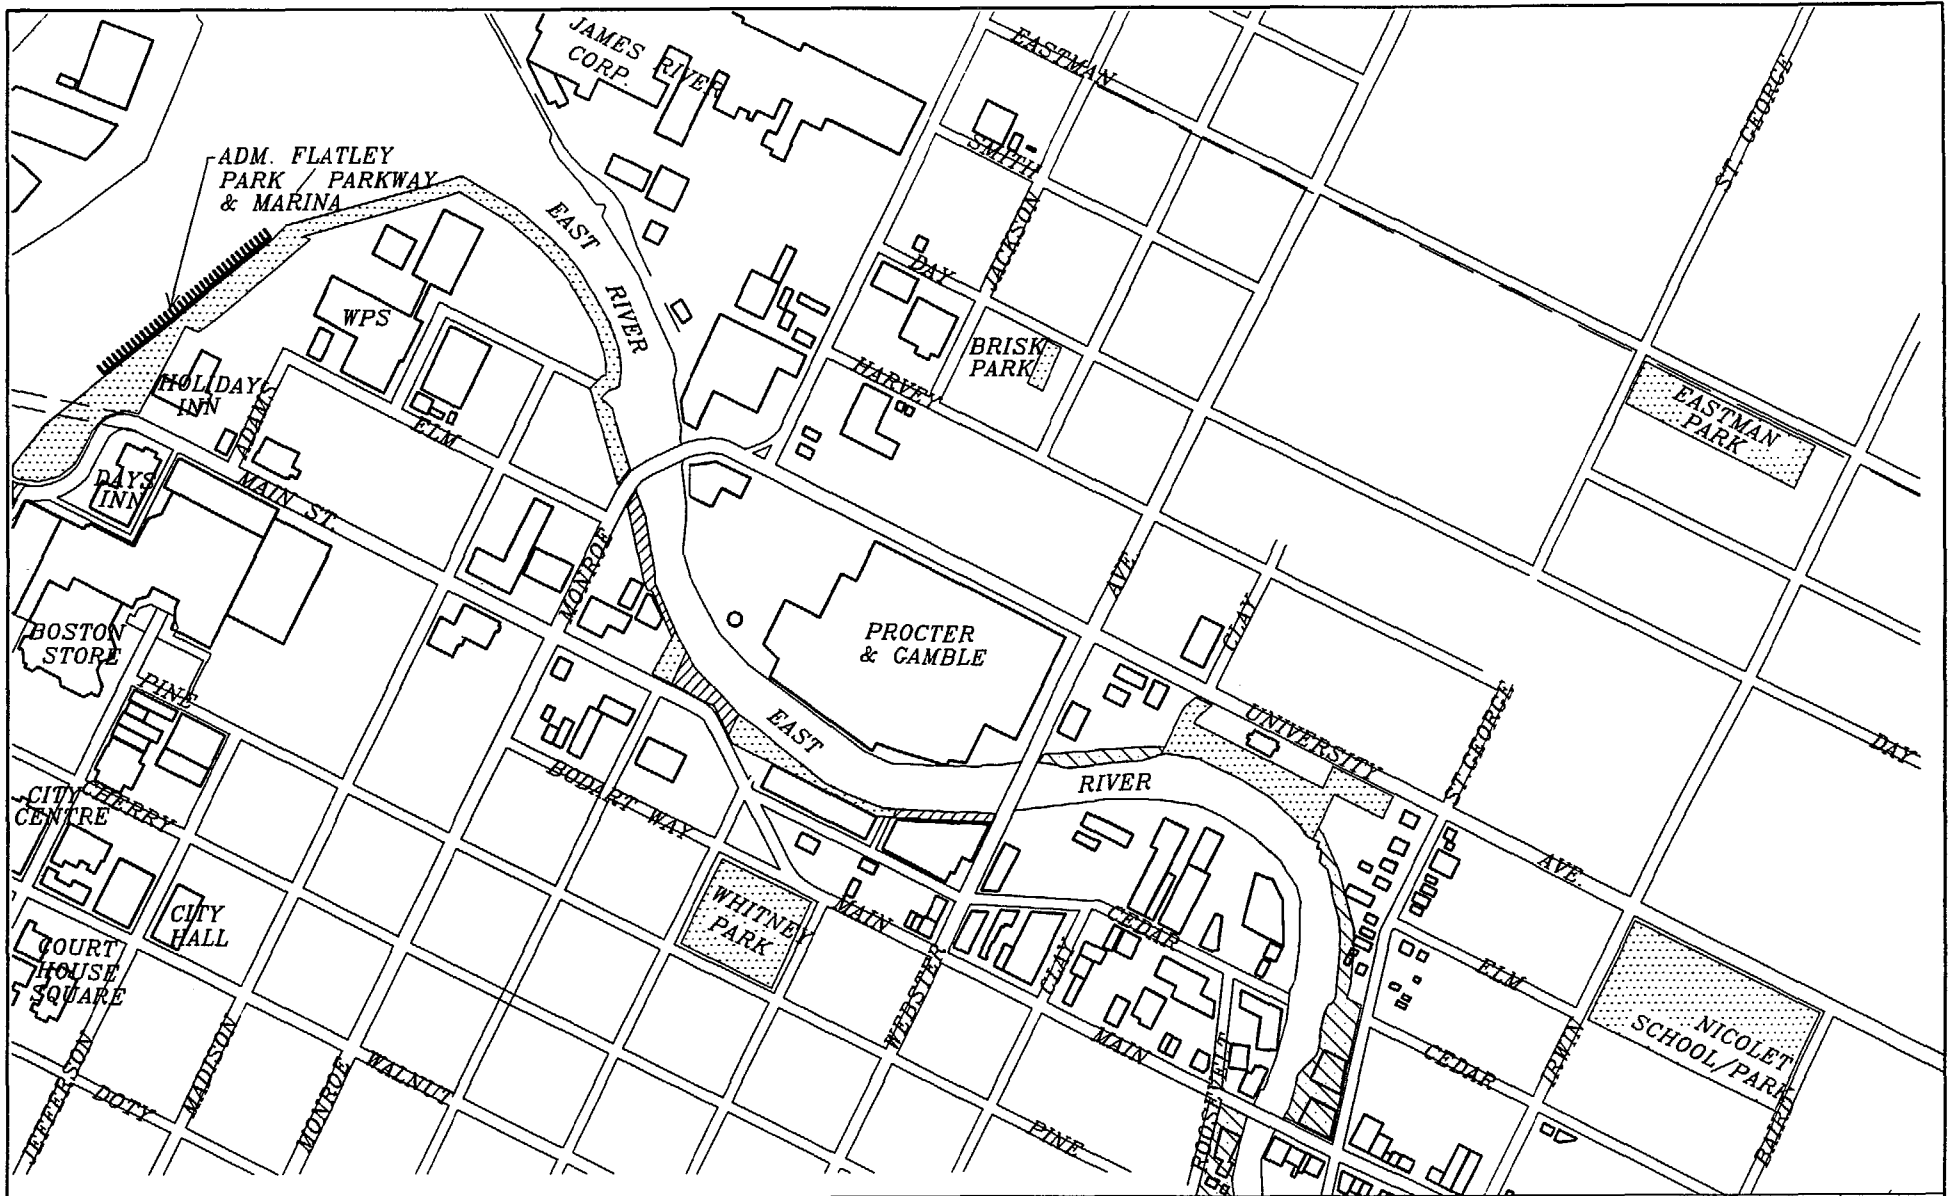 JAMES RIVER
CORP.
EASTMAN
ST. GEORGE
ADM. FLATLEY
PARK / PARKWAY
& MARINA
SMITH
EAST
RIVER
JACKSON
DAY
WPS
BRISK
PARK
HARVEY
HOLIDAY
INN
ADAMS
ELM
EASTMAN
PARK
DAYS
INN
MAIN ST.
MONROE
AVE.
CLAY
BOSTON
STORE
PROCTER
& GAMBLE
PINE
EAST
RIVER
UNIVERSITY
ST. GEORGE
DAY
BODART WAY
CITY
CENTRE
CHERRY
AVE.
WHITNEY
PARK
MAIN
CEDAR
CITY
HALL
COURT
HOUSE
SQUARE
WEBSTER
CLAY
ELM
NICOLET
SCHOOL/PARK
JEFFERSON
DOTY
MADISON
MONROE
WALNUT
MAIN
ROOSEVELT
CEDAR
IRWIN
PINE
BAIRD